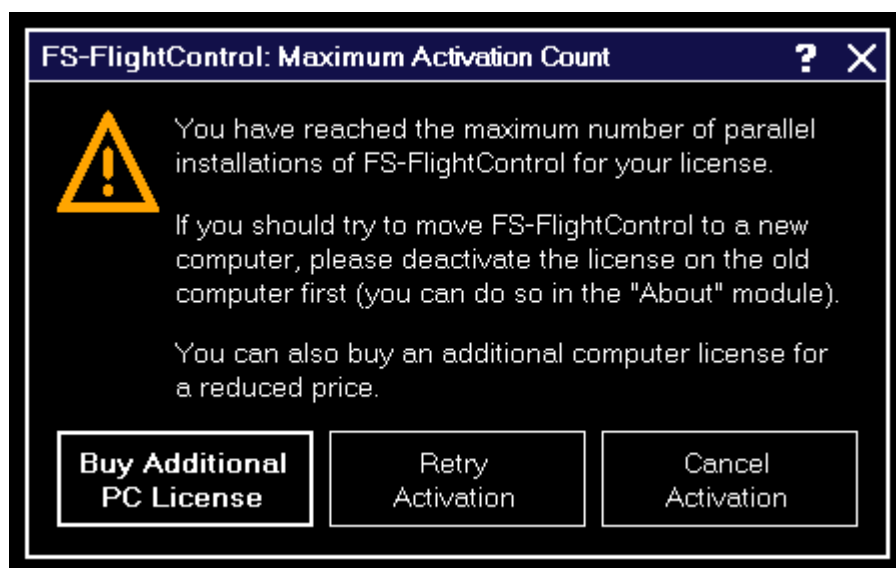 FS-FlightControl: Maximum Activation Count ? X
You have reached the maximum number of parallel
installations of FS-FlightControl for your license.
If you should try to move FS-FlightControl to a new
computer, please deactivate the license on the old
computer first (you can do so in the "About" module).
You can also buy an additional computer license for
a reduced price.
Buy Additional
PC License
Retry
Activation
Cancel
Activation